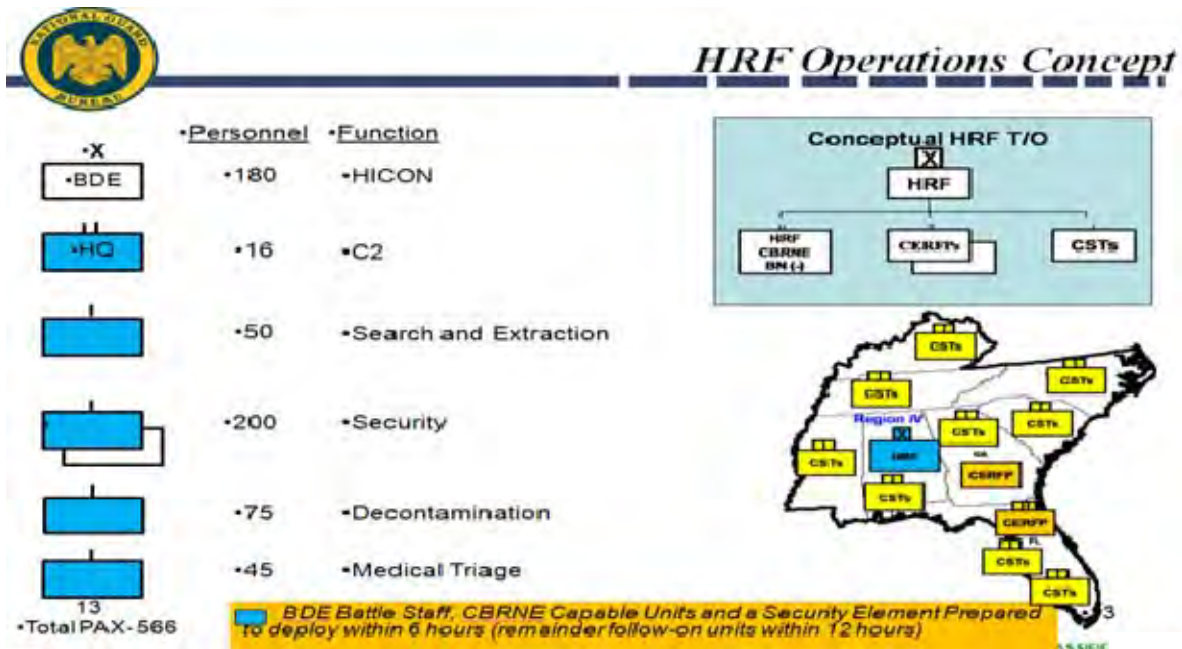 NATIONAL GUARD
BUREAU
HRF Operations Concept
•Personnel •Function
•X
•BDE •180 •HICON
•HQ •16 •C2
•50 •Search and Extraction
•200 •Security
•75 •Decontamination
•45 •Medical Triage
13
•Total PAX-566
Conceptual HRF T/O
X
HRF
HRF
CBRNE
BN (-)
CERFPs
CSTs
CSTs
CSTs
CSTs
Region IV
CSTs
CSTs
X
HRF
CSTs
GA
CERFP
CSTs
CERFP
FL
CSTs
CSTs
3
BDE Battle Staff, CBRNE Capable Units and a Security Element Prepared
to deploy within 6 hours (remainder follow-on units within 12 hours)